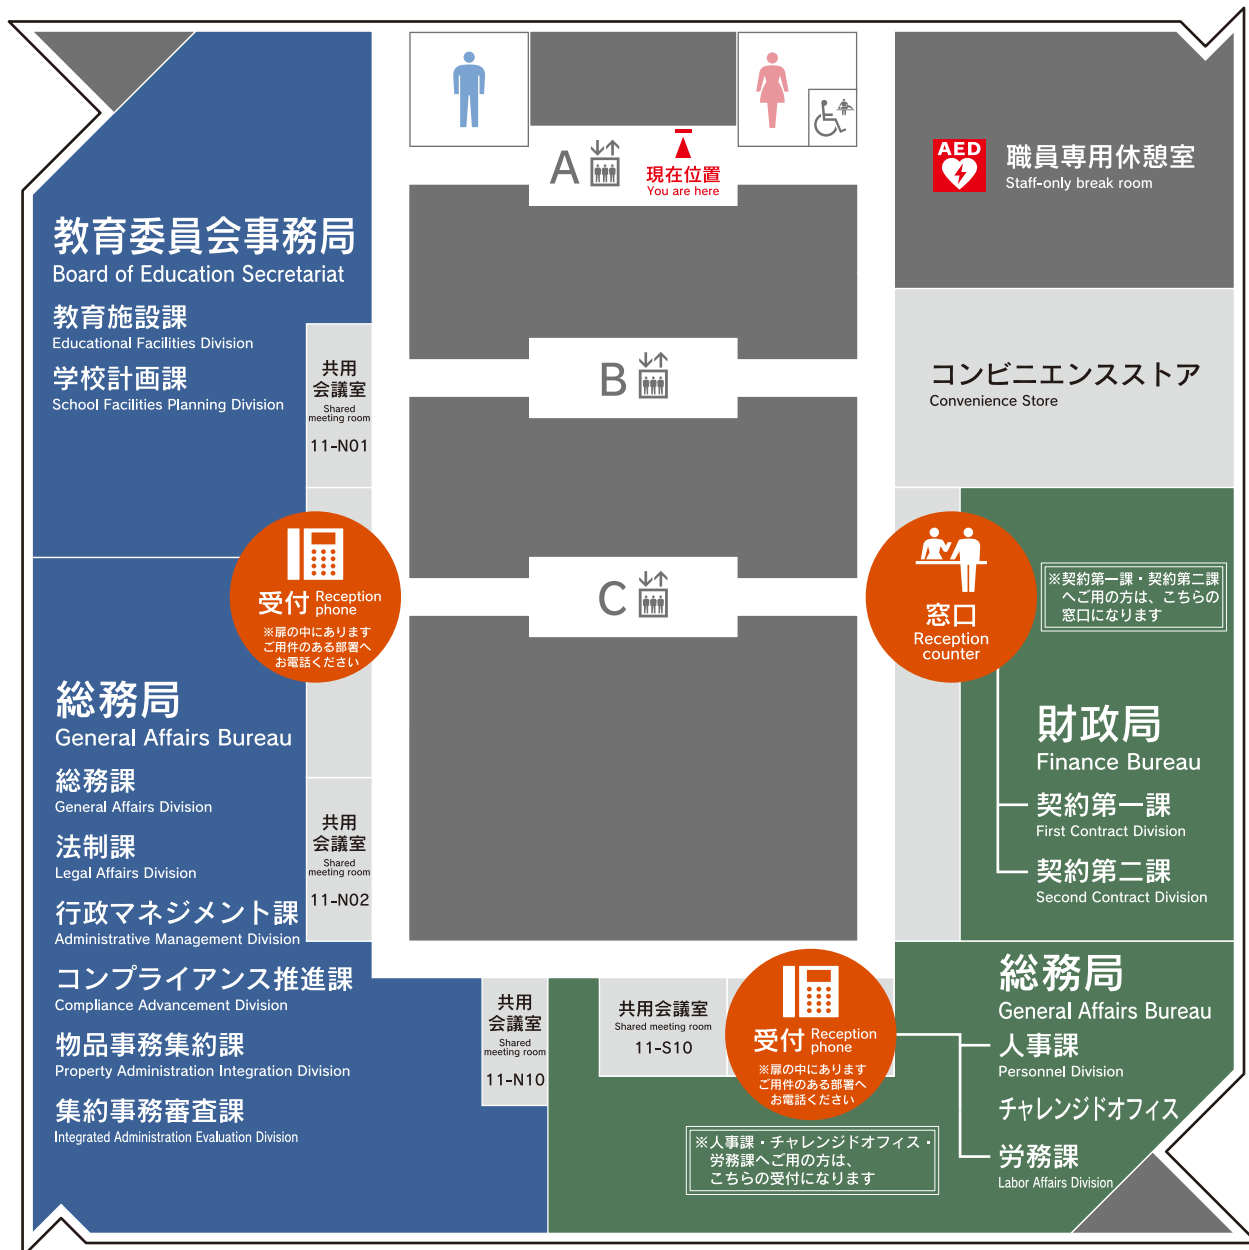 A
現在位置
You are here
AED
職員専用休憩室
Staff-only break room
教育委員会事務局
Board of Education Secretariat
教育施設課
Educational Facilities Division
学校計画課
School Facilities Planning Division
共用
会議室
Shared
meeting room
11-N01
B
コンビニエンスストア
Convenience Store
受付 Reception
phone
※扉の中にあります
ご用件のある部署へ
お電話ください
C
窓口
Reception
counter
※契約第一課・契約第二課
へご用の方は、こちらの
窓口になります
総務局
General Affairs Bureau
総務課
General Affairs Division
法制課
Legal Affairs Division
行政マネジメント課
Administrative Management Division
コンプライアンス推進課
Compliance Advancement Division
物品事務集約課
Property Administration Integration Division
集約事務審査課
Integrated Administration Evaluation Division
共用
会議室
Shared
meeting room
11-N02
財政局
Finance Bureau
契約第一課
First Contract Division
契約第二課
Second Contract Division
共用
会議室
Shared
meeting room
11-N10
共用会議室
Shared meeting room
11-S10
受付 Reception
phone
※扉の中にあります
ご用件のある部署へ
お電話ください
※人事課・チャレンジドオフィス・
労務課へご用の方は、
こちらの受付になります
総務局
General Affairs Bureau
人事課
Personnel Division
チャレンジドオフィス
労務課
Labor Affairs Division